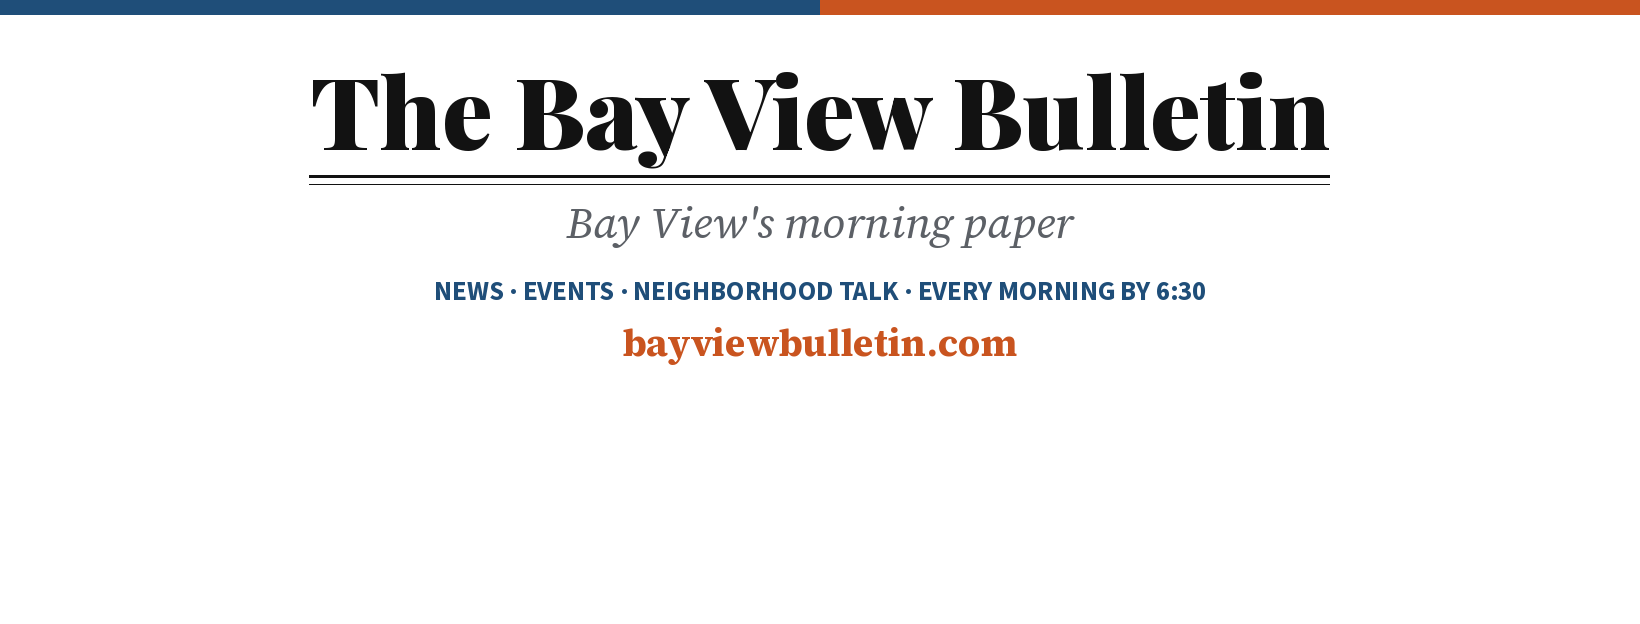 The Bay View Bulletin
Bay View's morning paper
NEWS · EVENTS · NEIGHBORHOOD TALK · EVERY MORNING BY 6:30
bayviewbulletin.com